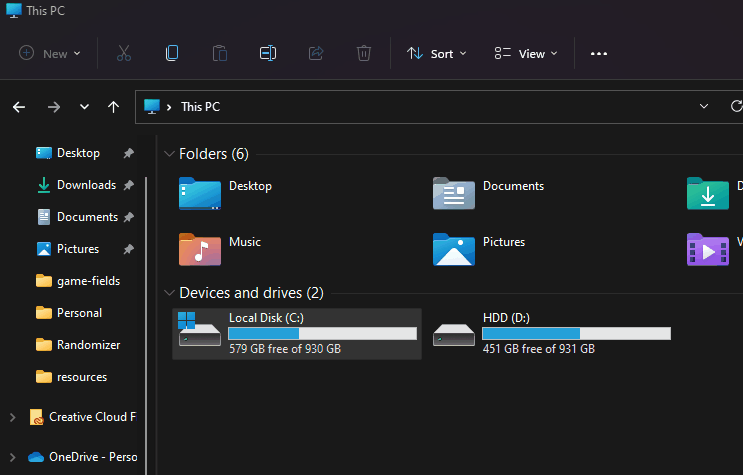 This PC
New
Sort
View
This PC
Desktop
Downloads
Documents
Pictures
game-fields
Personal
Randomizer
resources
Creative Cloud F
OneDrive - Perso
Folders (6)
Desktop
Documents
D
Music
Pictures
V
Devices and drives (2)
Local Disk (C:)
579 GB free of 930 GB
HDD (D:)
451 GB free of 931 GB